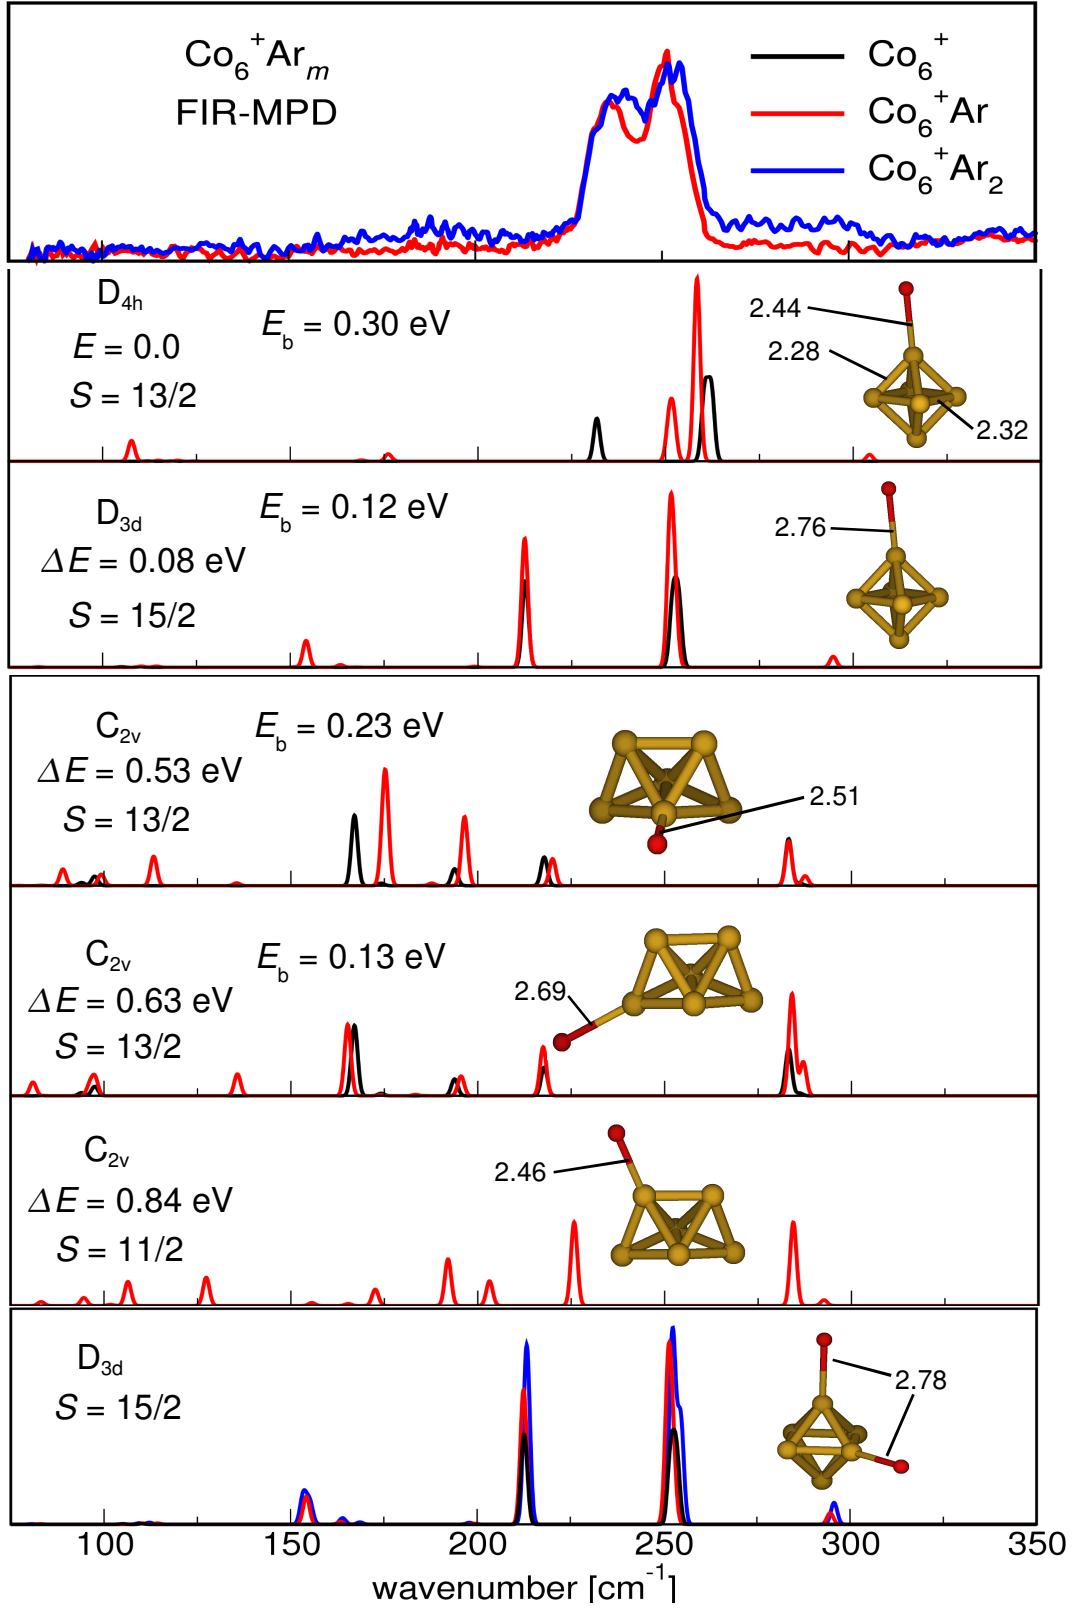 Co₆⁺Arₘ
FIR-MPD
Co₆⁺
Co₆⁺Ar
Co₆⁺Ar₂
D₄ₕ
E = 0.0
S = 13/2
E_b = 0.30 eV
2.44
2.28
2.32
D₃d
ΔE = 0.08 eV
S = 15/2
E_b = 0.12 eV
2.76
C₂ᵥ
ΔE = 0.53 eV
S = 13/2
E_b = 0.23 eV
2.51
C₂ᵥ
ΔE = 0.63 eV
S = 13/2
E_b = 0.13 eV
2.69
C₂ᵥ
ΔE = 0.84 eV
S = 11/2
2.46
D₃d
S = 15/2
2.78
100 150 200 250 300 350
wavenumber [cm⁻¹]